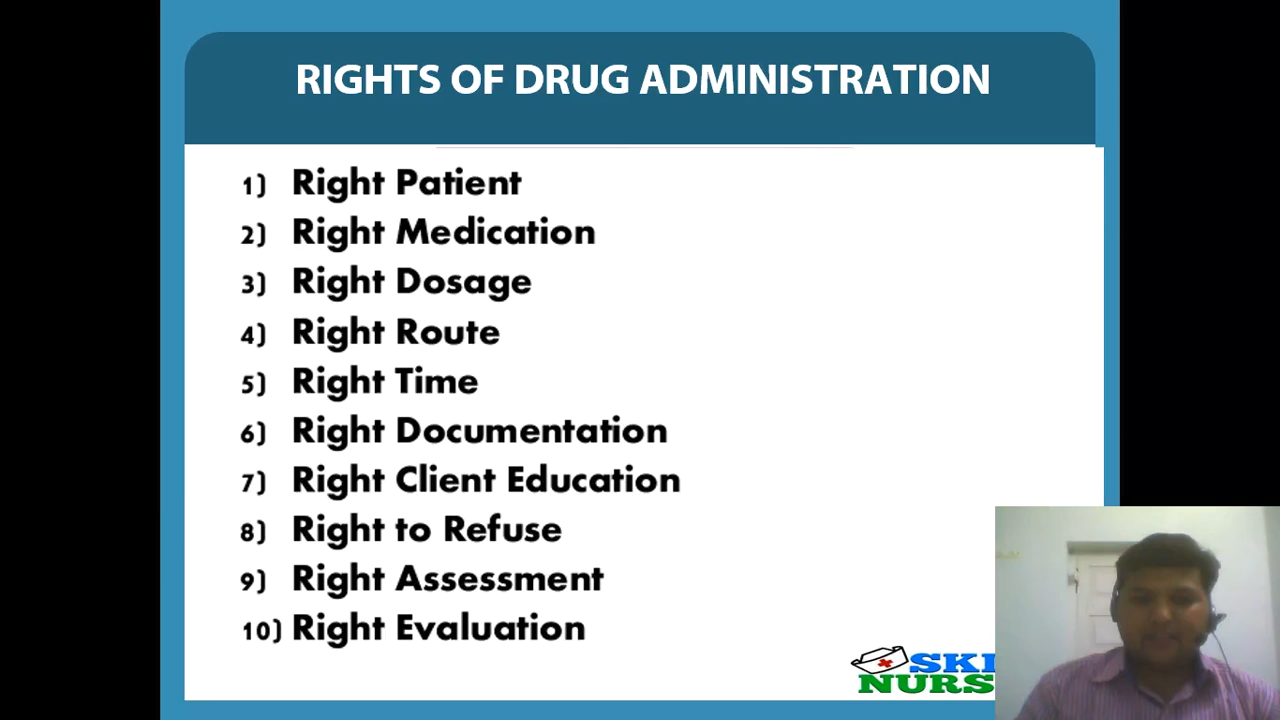 RIGHTS OF DRUG ADMINISTRATION
1) Right Patient
2) Right Medication
3) Right Dosage
4) Right Route
5) Right Time
6) Right Documentation
7) Right Client Education
8) Right to Refuse
9) Right Assessment
10) Right Evaluation